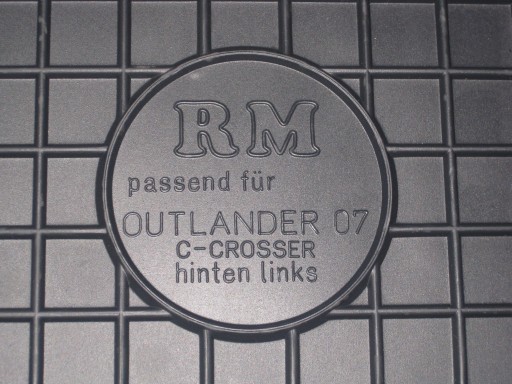 RM
passend für
OUTLANDER 07
C-CROSSER
hinten links